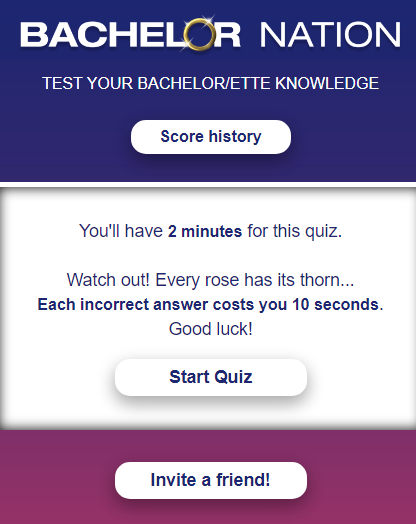 BACHELOR NATION
TEST YOUR BACHELOR/ETTE KNOWLEDGE
Score history
You'll have 2 minutes for this quiz.
Watch out! Every rose has its thorn...
Each incorrect answer costs you 10 seconds.
Good luck!
Start Quiz
Invite a friend!